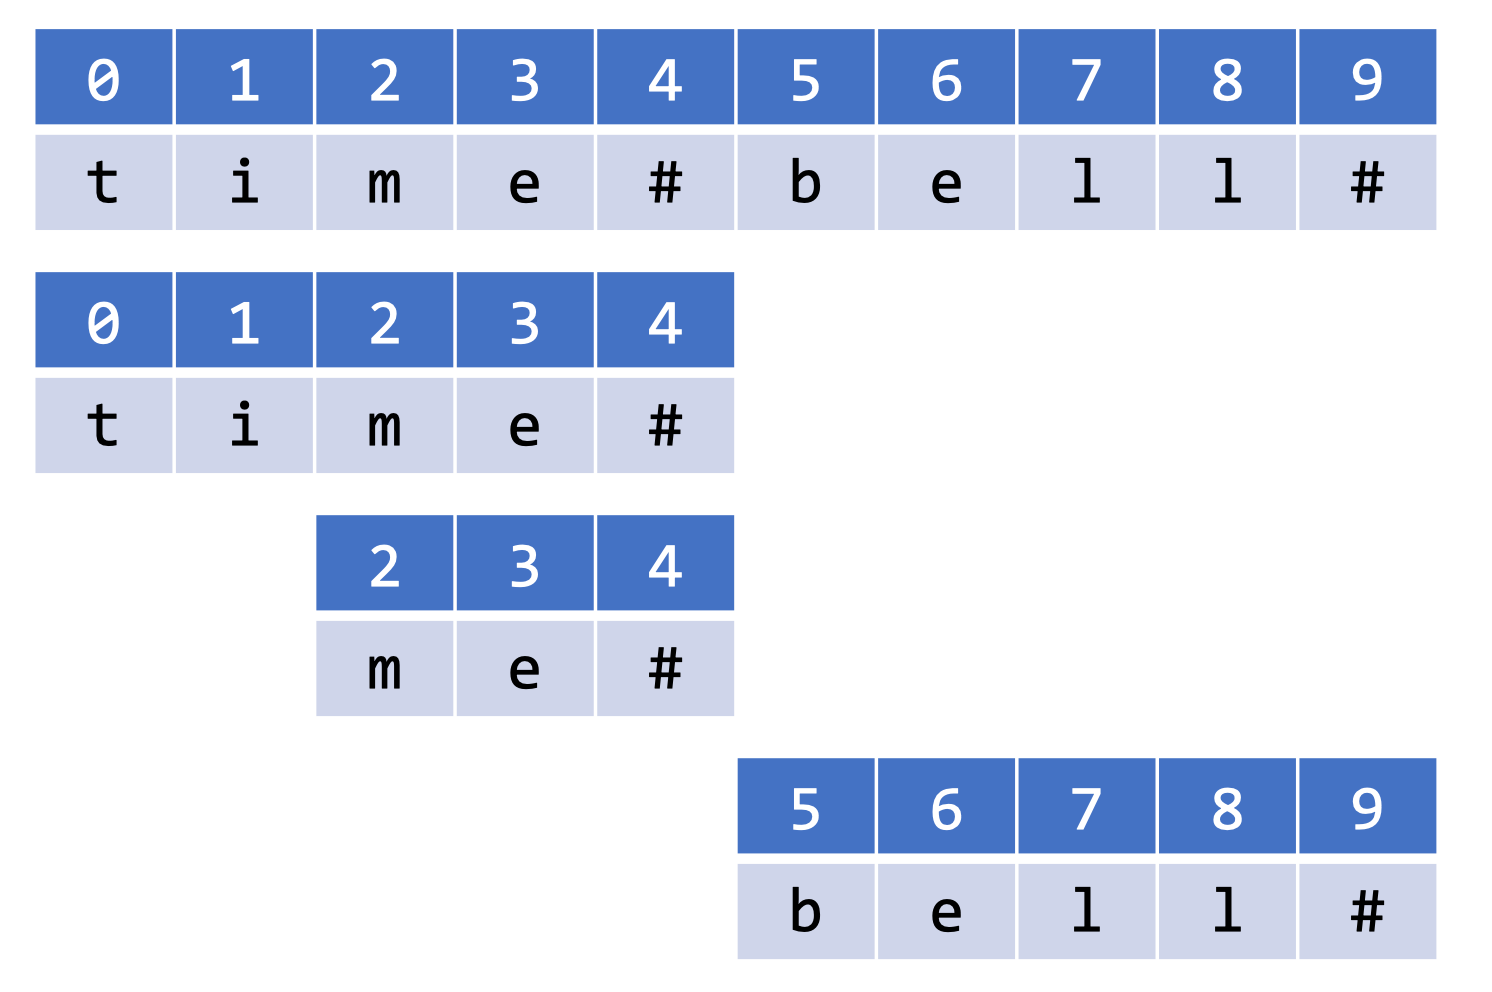 0 1 2 3 4 5 6 7 8 9
t i m e # b e l l #
0 1 2 3 4
t i m e #
2 3 4
m e #
5 6 7 8 9
b e l l #